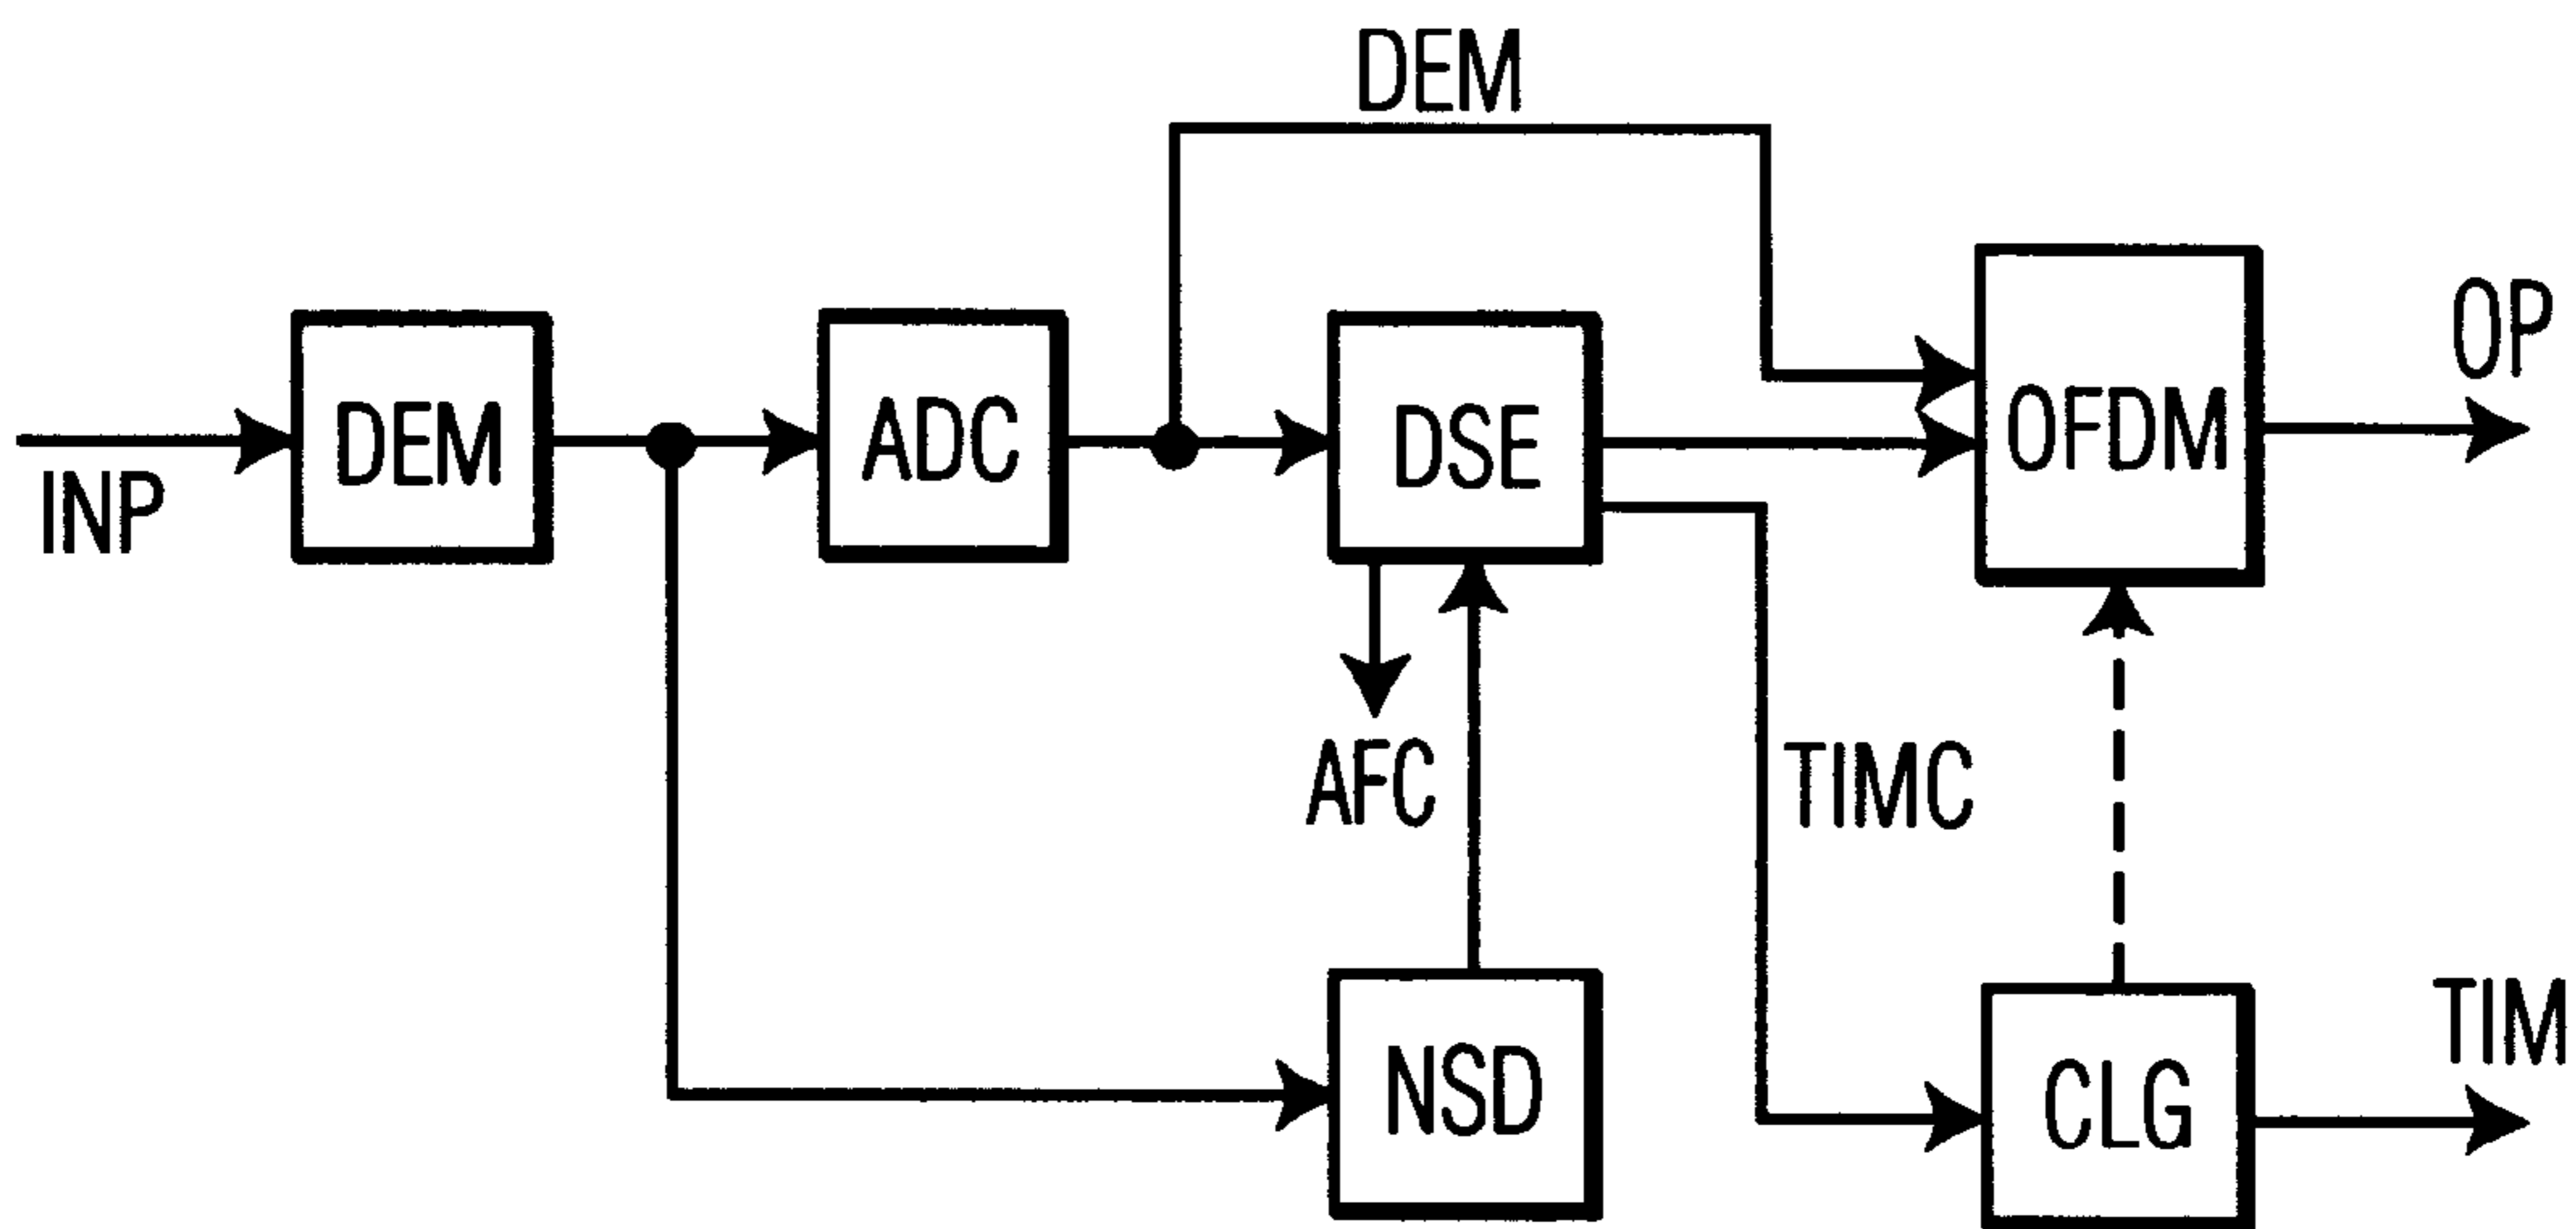 DEM
INP
DEM
ADC
DSE
OFDM
OP
AFC
TIMC
NSD
CLG
TIM